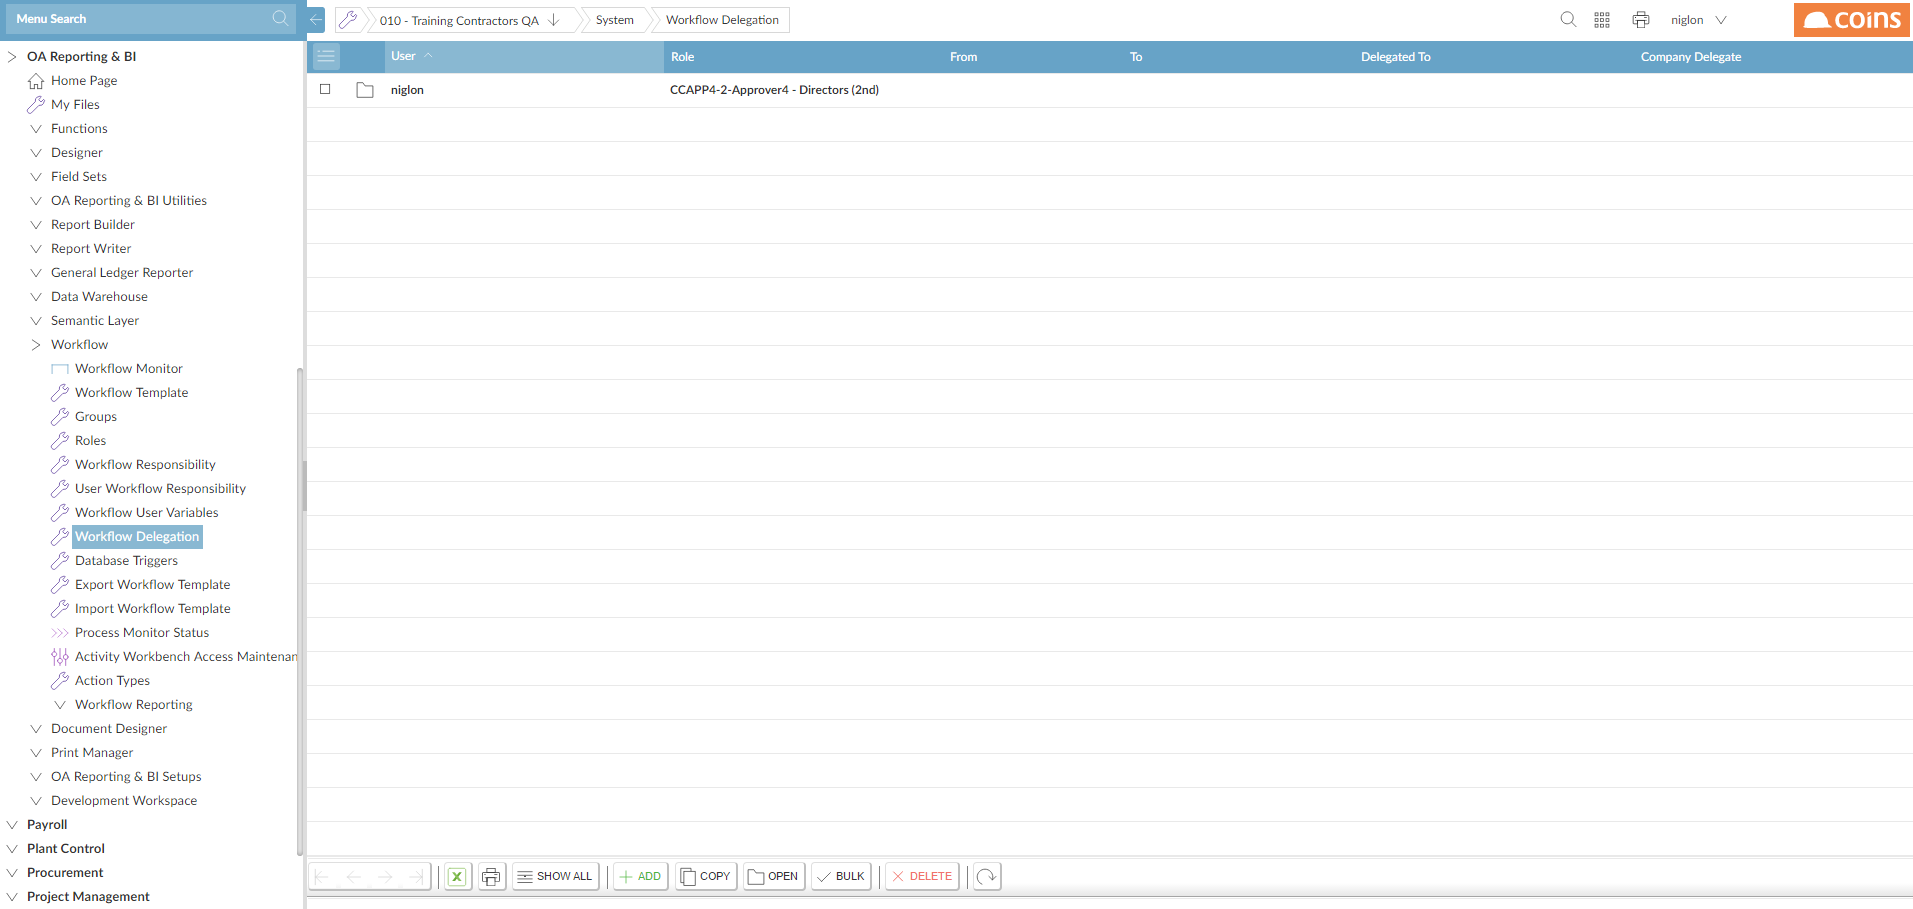 Menu Search
010 - Training Contractors QA
System
Workflow Delegation
niglon
coins
User
Role
From
To
Delegated To
Company Delegate
niglon
CCAPP4-2-Approver4 - Directors (2nd)
OA Reporting & BI
Home Page
My Files
Functions
Designer
Field Sets
OA Reporting & BI Utilities
Report Builder
Report Writer
General Ledger Reporter
Data Warehouse
Semantic Layer
Workflow
Workflow Monitor
Workflow Template
Groups
Roles
Workflow Responsibility
User Workflow Responsibility
Workflow User Variables
Workflow Delegation
Database Triggers
Export Workflow Template
Import Workflow Template
Process Monitor Status
Activity Workbench Access Maintenan
Action Types
Workflow Reporting
Document Designer
Print Manager
OA Reporting & BI Setups
Development Workspace
Payroll
Plant Control
Procurement
Project Management
SHOW ALL
ADD
COPY
OPEN
BULK
DELETE